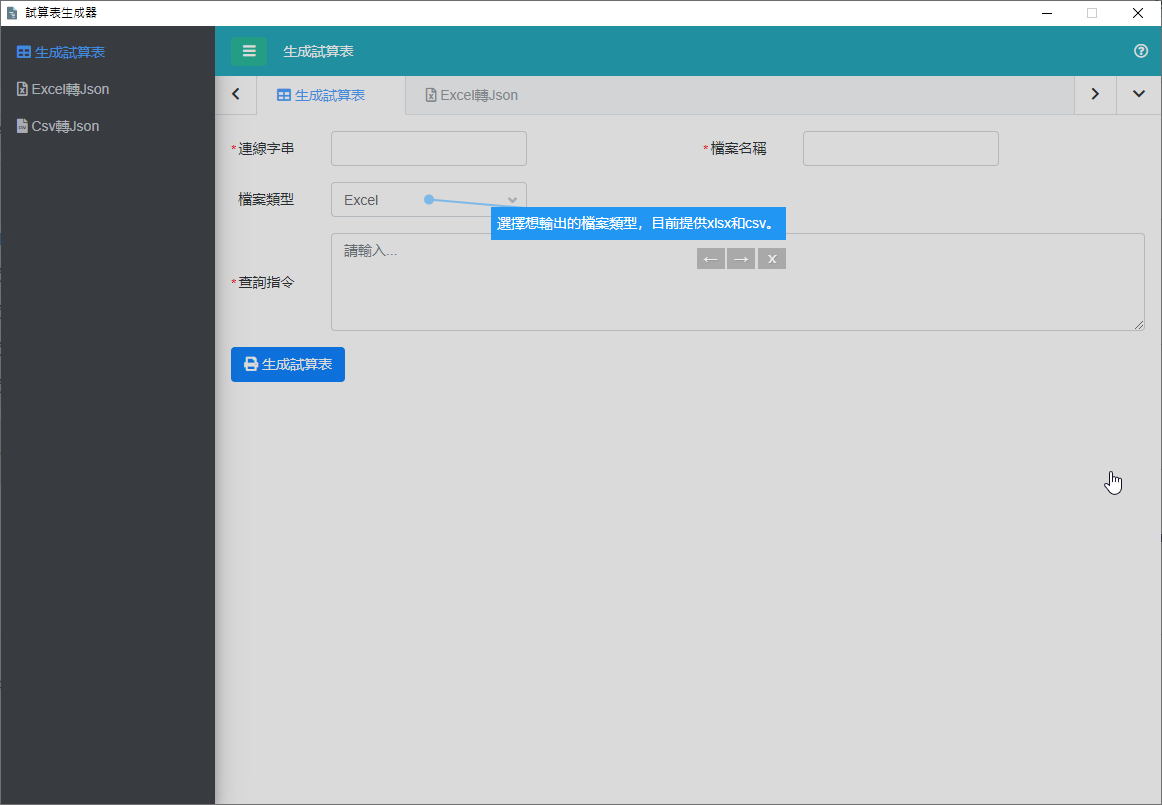 試算表生成器
生成試算表
Excel轉Json
Csv轉Json
生成試算表
生成試算表
Excel轉Json
*連線字串
*檔案名稱
檔案類型
Excel
選擇想輸出的檔案類型，目前提供xlsx和csv。
← → x
請輸入...
*查詢指令
生成試算表